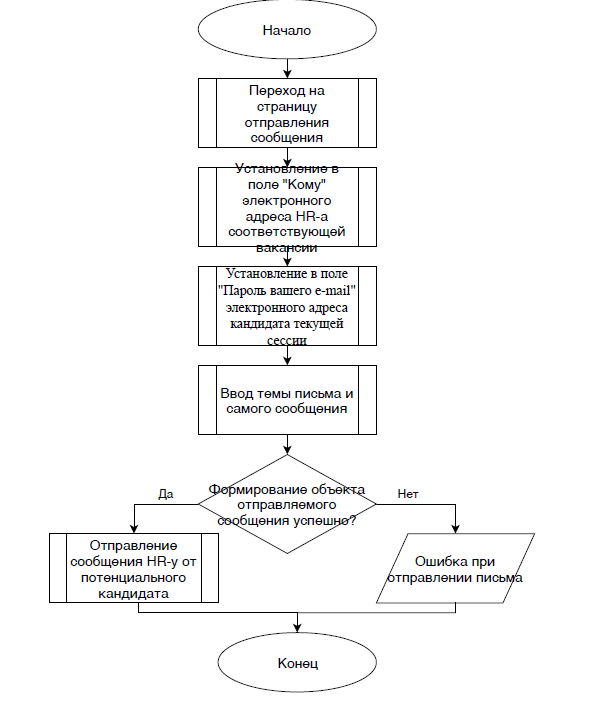 Начало
Переход на
страницу
отправления
сообщения
Установление в
поле "Кому"
электронного
адреса HR-а
соответствующей
вакансии
Установление в поле
"Пароль вашего e-mail"
электронного адреса
кандидата текущей
сессии
Ввод темы письма и
самого сообщения
Формирование объекта
отправляемого
сообщения успешно?
Да
Нет
Отправление
сообщения HR-у от
потенциального
кандидата
Ошибка при
отправлении письма
Конец